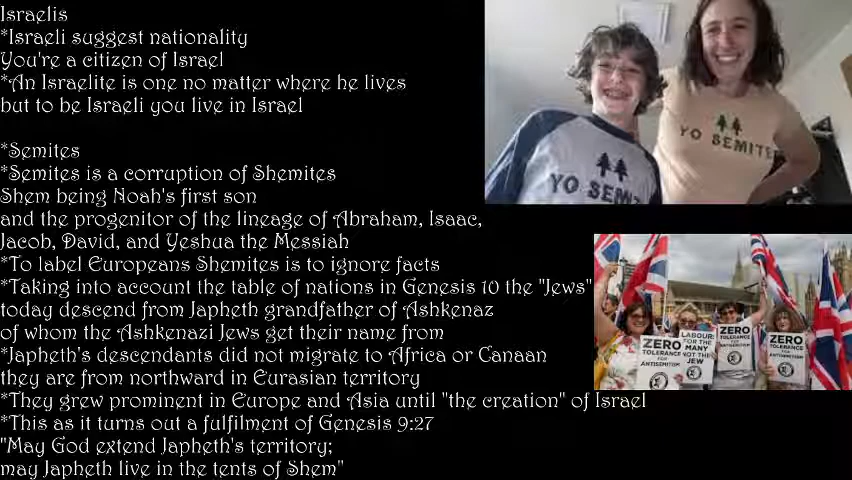 Israelis
*Israeli suggest nationality
You're a citizen of Israel
*An Israelite is one no matter where he lives
but to be Israeli you live in Israel
*Semites
*Semites is a corruption of Shemites
Shem being Noah's first son
and the progenitor of the lineage of Abraham, Isaac,
Jacob, David, and Yeshua the Messiah
*To label Europeans Shemites is to ignore facts
*Taking into account the table of nations in Genesis 10 the "Jews"
today descend from Japheth grandfather of Ashkenaz
of whom the Ashkenazi Jews get their name from
*Japheth's descendants did not migrate to Africa or Canaan
they are from northward in Eurasian territory
*They grew prominent in Europe and Asia until "the creation" of Israel
*This as it turns out a fulfilment of Genesis 9:27
"May God extend Japheth's territory;
may Japheth live in the tents of Shem"
YO SEMIT
YO SEMITE
ZERO
TOLERANCE
FOR
ANTISEMITISM
LABOUR
FOR THE
MANY
NOT THE
JEW
ZERO
TOLERANCE
FOR
ANTISEMITISM
ZERO
TOLERANCE
FOR
ANTISEMITISM